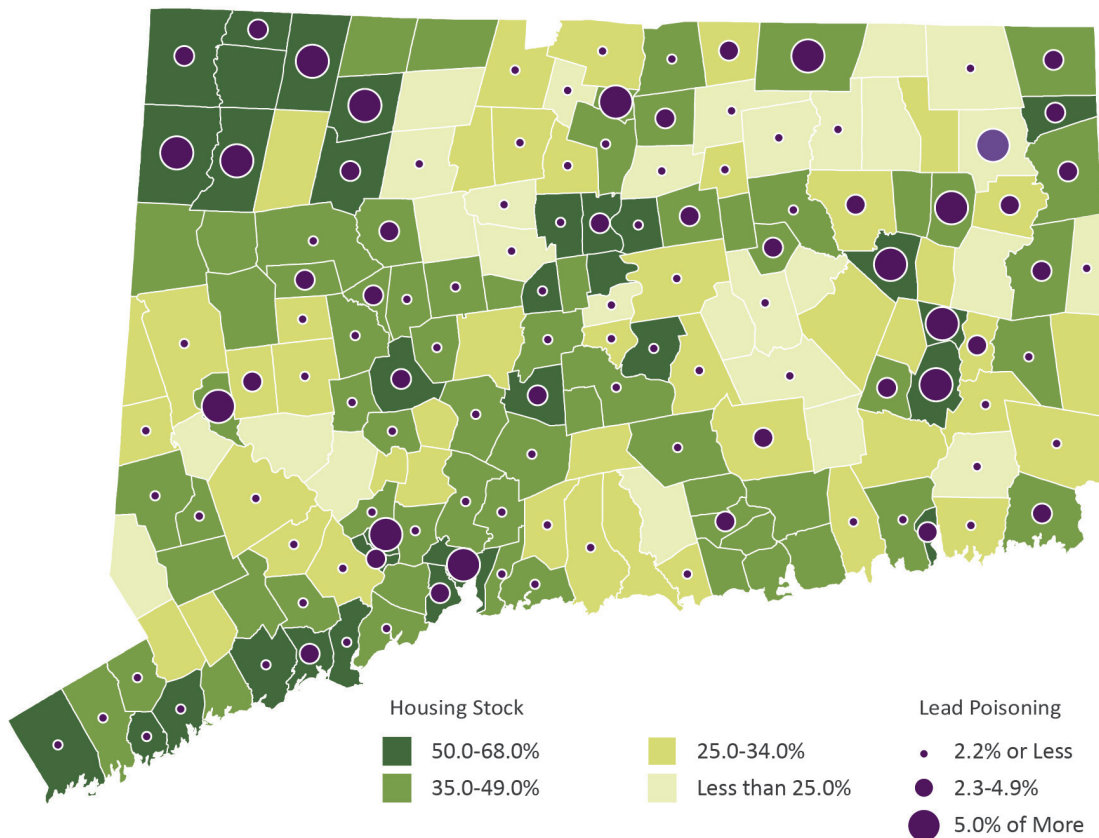 Housing Stock
50.0-68.0%
35.0-49.0%
25.0-34.0%
Less than 25.0%
Lead Poisoning
2.2% or Less
2.3-4.9%
5.0% of More